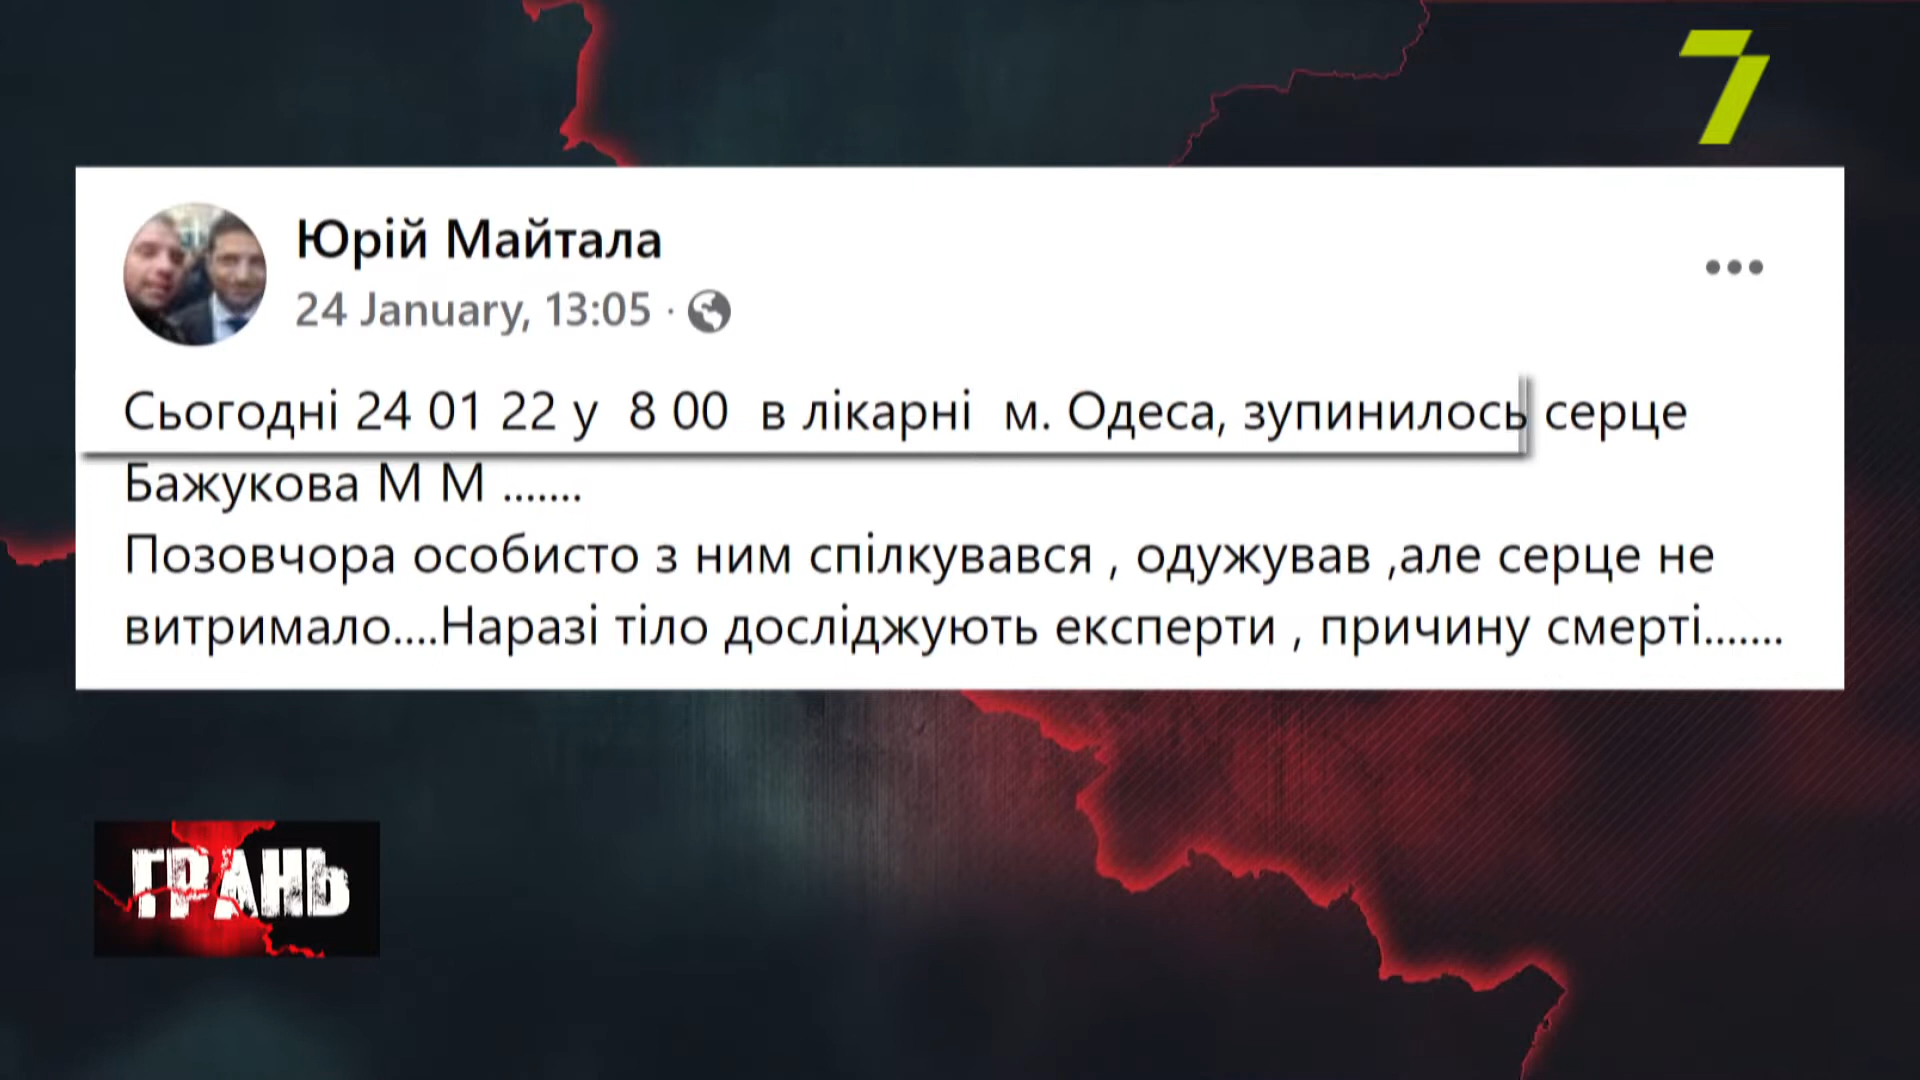 7
Юрій Майтала
24 January, 13:05 ·
Сьогодні 24 01 22 у 8 00 в лікарні м. Одеса, зупинилось серце
Бажукова М М .......
Позовчора особисто з ним спілкувався , одужував ,але серце не
витримало....Наразі тіло досліджують експерти , причину смерті.......
ГРАНЬ